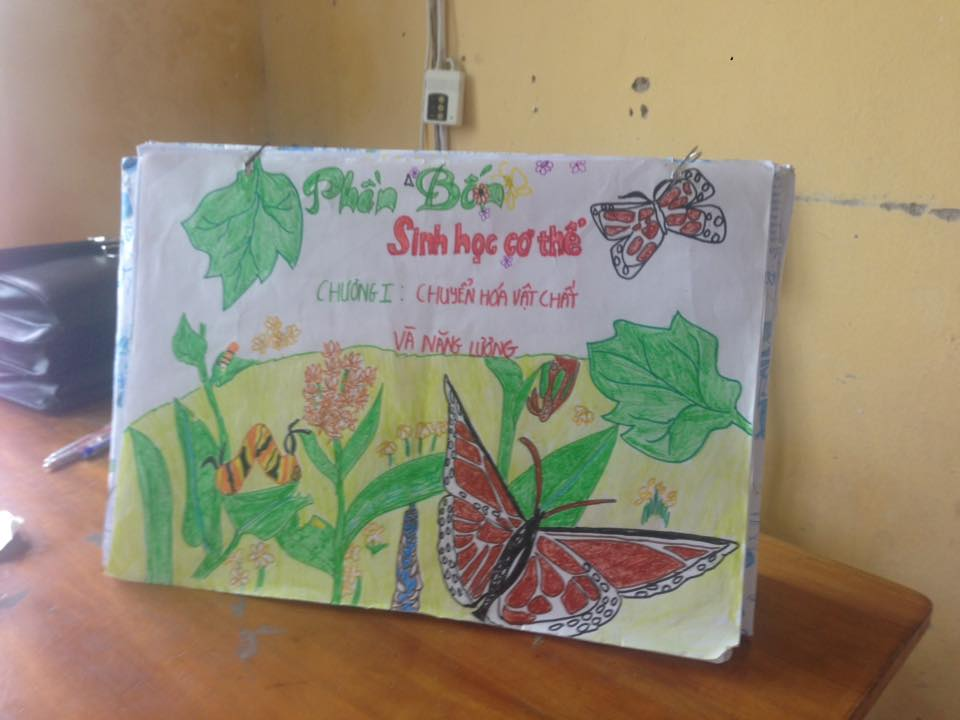 Phần Bốn
Sinh học cơ thể
CHƯƠNG I: CHUYỂN HÓA VẬT CHẤT
VÀ NĂNG LƯỢNG